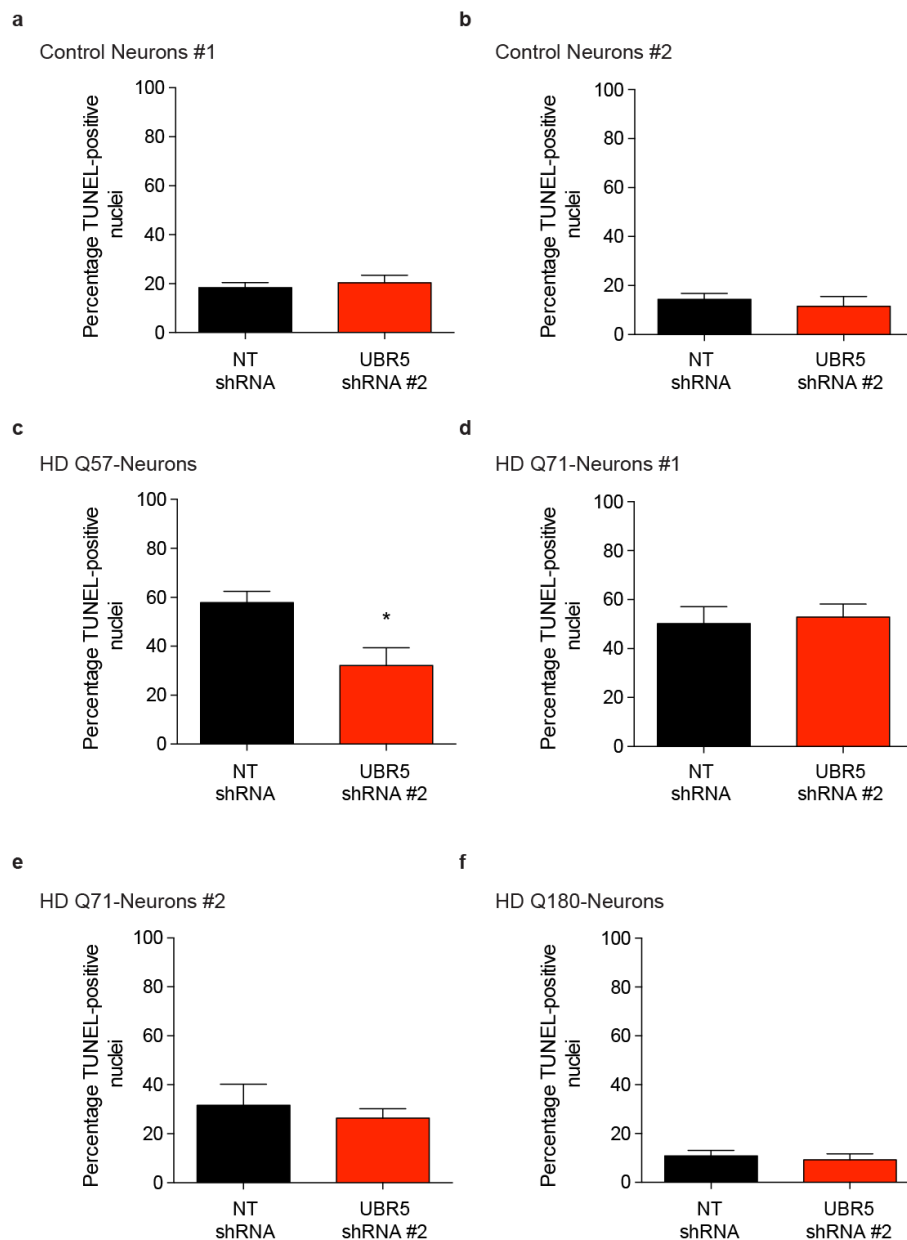 a
Control Neurons #1
Percentage TUNEL-positive
nuclei
100
80
60
40
20
0
NT
shRNA
UBR5
shRNA #2
b
Control Neurons #2
Percentage TUNEL-positive
nuclei
100
80
60
40
20
0
NT
shRNA
UBR5
shRNA #2
c
HD Q57-Neurons
Percentage TUNEL-positive
nuclei
100
80
60
40
20
0
*
NT
shRNA
UBR5
shRNA #2
d
HD Q71-Neurons #1
Percentage TUNEL-positive
nuclei
100
80
60
40
20
0
NT
shRNA
UBR5
shRNA #2
e
HD Q71-Neurons #2
Percentage TUNEL-positive
nuclei
100
80
60
40
20
0
NT
shRNA
UBR5
shRNA #2
f
HD Q180-Neurons
Percentage TUNEL-positive
nuclei
100
80
60
40
20
0
NT
shRNA
UBR5
shRNA #2